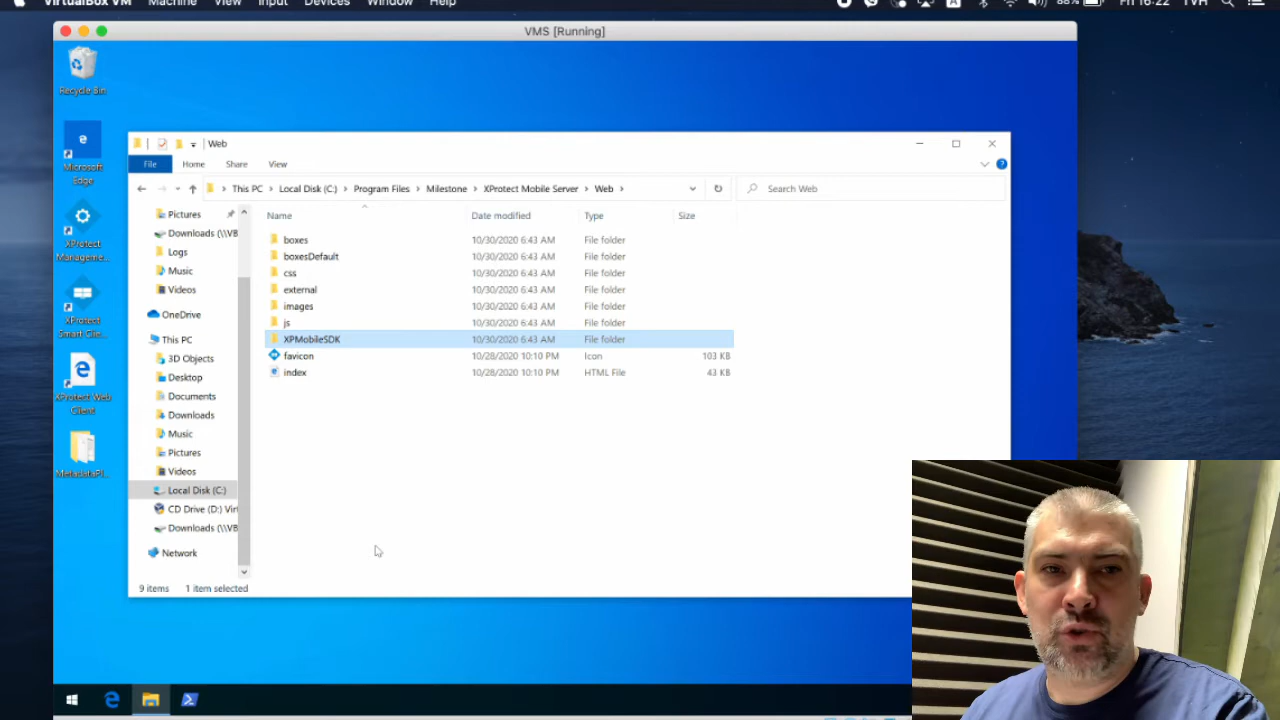 VirtualBox VM Machine View Input Devices Window Help 88% Fri 16:22 TVH
VMS [Running]
Recycle Bin
Microsoft Edge
XProtect Manageme...
XProtect Smart Clie...
XProtect Web Client
MetadataPl...
Web
File Home Share View
This PC Local Disk (C:) Program Files Milestone XProtect Mobile Server Web
Search Web
Pictures
Downloads (\\VB
Logs
Music
Videos
OneDrive
This PC
3D Objects
Desktop
Documents
Downloads
Music
Pictures
Videos
Local Disk (C:)
CD Drive (D:) Virt
Downloads (\\VB
Network
Name Date modified Type Size
boxes 10/30/2020 6:43 AM File folder
boxesDefault 10/30/2020 6:43 AM File folder
css 10/30/2020 6:43 AM File folder
external 10/30/2020 6:43 AM File folder
images 10/30/2020 6:43 AM File folder
js 10/30/2020 6:43 AM File folder
XPMobileSDK 10/30/2020 6:43 AM File folder
favicon 10/28/2020 10:10 PM Icon 103 KB
index 10/28/2020 10:10 PM HTML File 43 KB
9 items 1 item selected